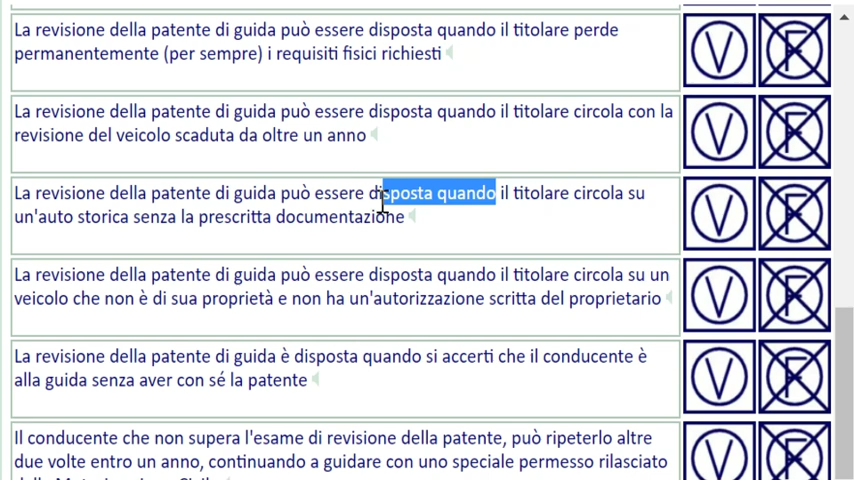 La revisione della patente di guida può essere disposta quando il titolare perde
permanentemente (per sempre) i requisiti fisici richiesti
V F
La revisione della patente di guida può essere disposta quando il titolare circola con la
revisione del veicolo scaduta da oltre un anno
V F
La revisione della patente di guida può essere disposta quando il titolare circola su
un'auto storica senza la prescritta documentazione
V F
La revisione della patente di guida può essere disposta quando il titolare circola su un
veicolo che non è di sua proprietà e non ha un'autorizzazione scritta del proprietario
V F
La revisione della patente di guida è disposta quando si accerti che il conducente è
alla guida senza aver con sé la patente
V F
Il conducente che non supera l'esame di revisione della patente, può ripeterlo altre
due volte entro un anno, continuando a guidare con uno speciale permesso rilasciato
V F